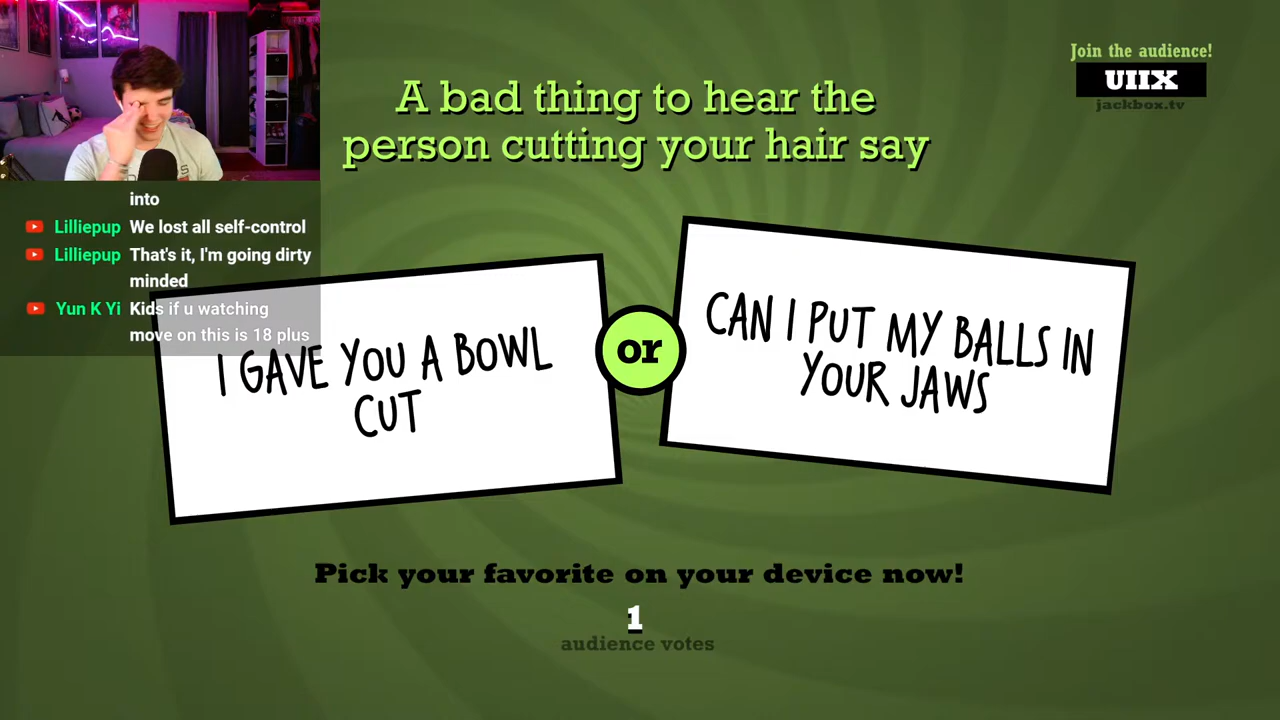 Join the audience!
UIIX
jackbox.tv
A bad thing to hear the
person cutting your hair say
into
Lilliepup We lost all self-control
Lilliepup That's it, I'm going dirty
minded
Yun K Yi Kids if u watching
move on this is 18 plus
I GAVE YOU A BOWL
CUT
or
CAN I PUT MY BALLS IN
YOUR JAWS
Pick your favorite on your device now!
1
audience votes